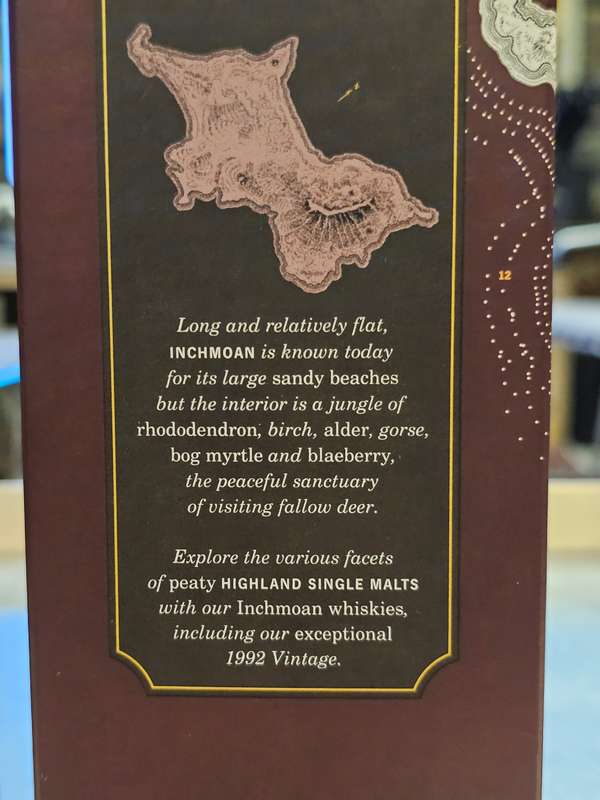 12
Long and relatively flat,
INCHMOAN is known today
for its large sandy beaches
but the interior is a jungle of
rhododendron, birch, alder, gorse,
bog myrtle and blaeberry,
the peaceful sanctuary
of visiting fallow deer.
Explore the various facets
of peaty HIGHLAND SINGLE MALTS
with our Inchmoan whiskies,
including our exceptional
1992 Vintage.